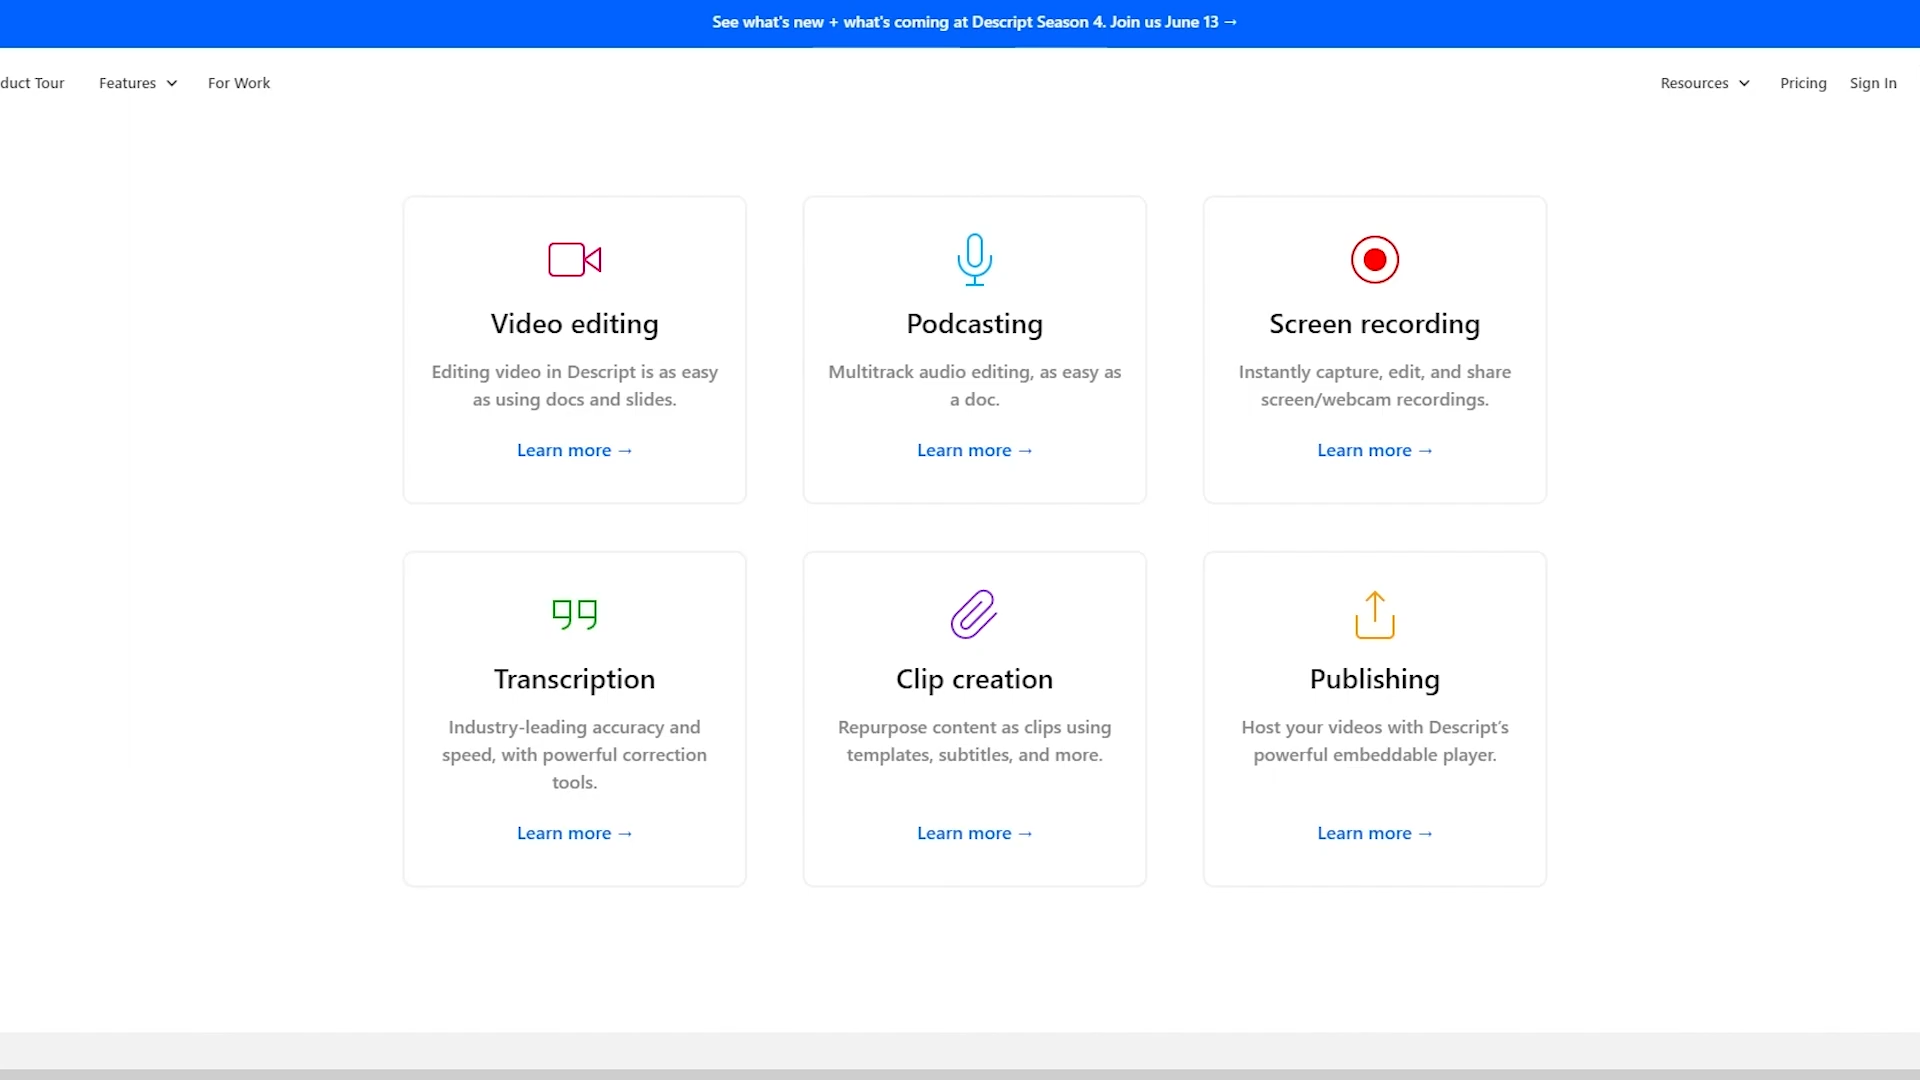 See what's new + what's coming at Descript Season 4. Join us June 13 →
duct Tour Features For Work Resources Pricing Sign In
Video editing
Editing video in Descript is as easy
as using docs and slides.
Learn more →
Podcasting
Multitrack audio editing, as easy as
a doc.
Learn more →
Screen recording
Instantly capture, edit, and share
screen/webcam recordings.
Learn more →
Transcription
Industry-leading accuracy and
speed, with powerful correction
tools.
Learn more →
Clip creation
Repurpose content as clips using
templates, subtitles, and more.
Learn more →
Publishing
Host your videos with Descript’s
powerful embeddable player.
Learn more →